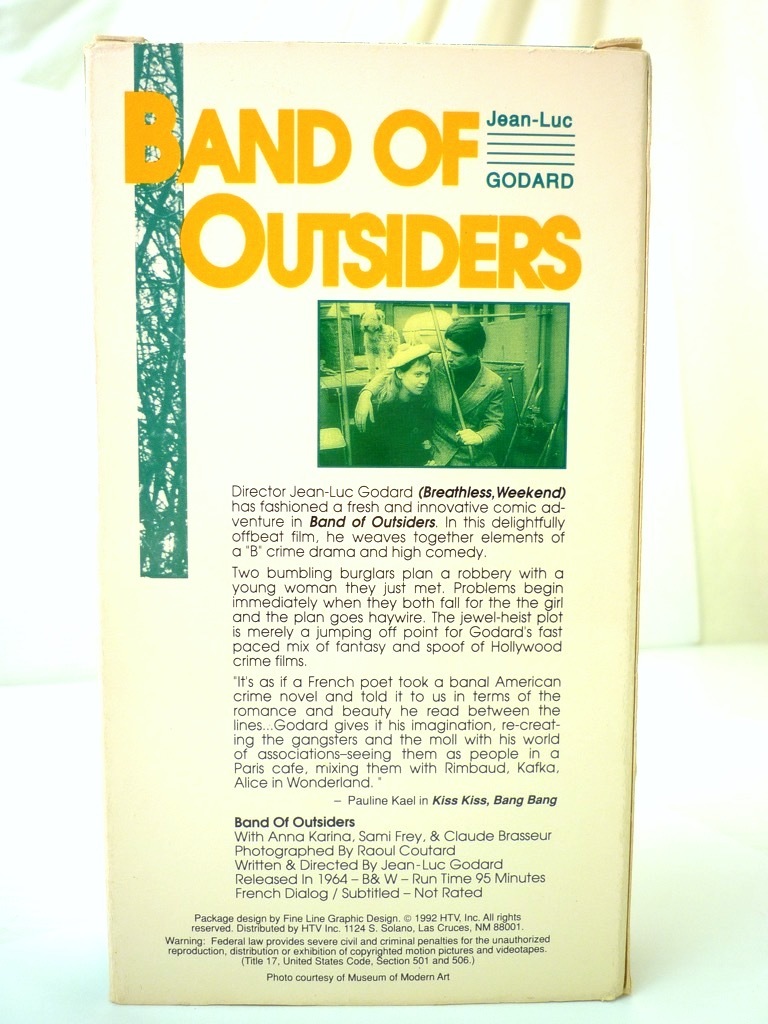 BAND OF
Jean-Luc
GODARD
OUTSIDERS
Director Jean-Luc Godard (Breathless, Weekend)
has fashioned a fresh and innovative comic ad-
venture in Band of Outsiders. In this delightfully
offbeat film, he weaves together elements of
a "B" crime drama and high comedy.
Two bumbling burglars plan a robbery with a
young woman they just met. Problems begin
immediately when they both fall for the the girl
and the plan goes haywire. The jewel-heist plot
is merely a jumping off point for Godard's fast
paced mix of fantasy and spoof of Hollywood
crime films.
"It's as if a French poet took a banal American
crime novel and told it to us in terms of the
romance and beauty he read between the
lines...Godard gives it his imagination, re-creat-
ing the gangsters and the moll with his world
of associations–seeing them as people in a
Paris cafe, mixing them with Rimbaud, Kafka,
Alice in Wonderland. "
– Pauline Kael in Kiss Kiss, Bang Bang
Band Of Outsiders
With Anna Karina, Sami Frey, & Claude Brasseur
Photographed By Raoul Coutard
Written & Directed By Jean-Luc Godard
Released In 1964 – B& W – Run Time 95 Minutes
French Dialog / Subtitled – Not Rated
Package design by Fine Line Graphic Design. © 1992 HTV, Inc. All rights
reserved. Distributed by HTV Inc. 1124 S. Solano, Las Cruces, NM 88001.
Warning: Federal law provides severe civil and criminal penalties for the unauthorized
reproduction, distribution or exhibition of copyrighted motion pictures and videotapes.
(Title 17, United States Code, Section 501 and 506.)
Photo courtesy of Museum of Modern Art